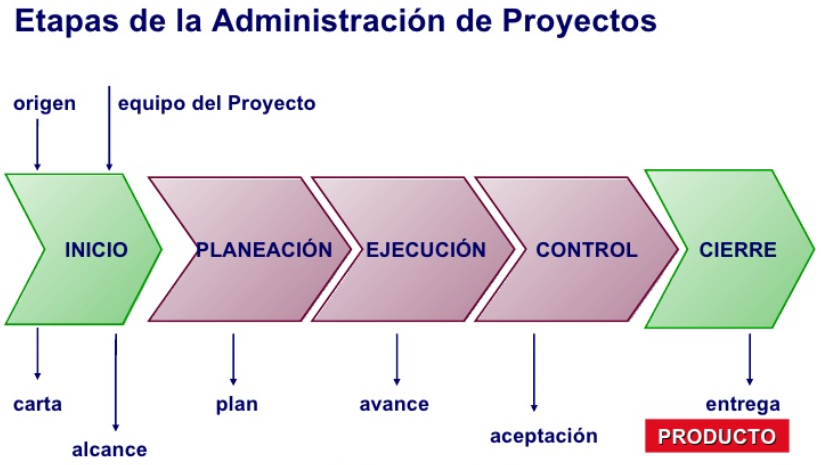 Etapas de la Administración de Proyectos
origen
equipo del Proyecto
INICIO
PLANEACIÓN
EJECUCIÓN
CONTROL
CIERRE
carta
alcance
plan
avance
aceptación
entrega
PRODUCTO